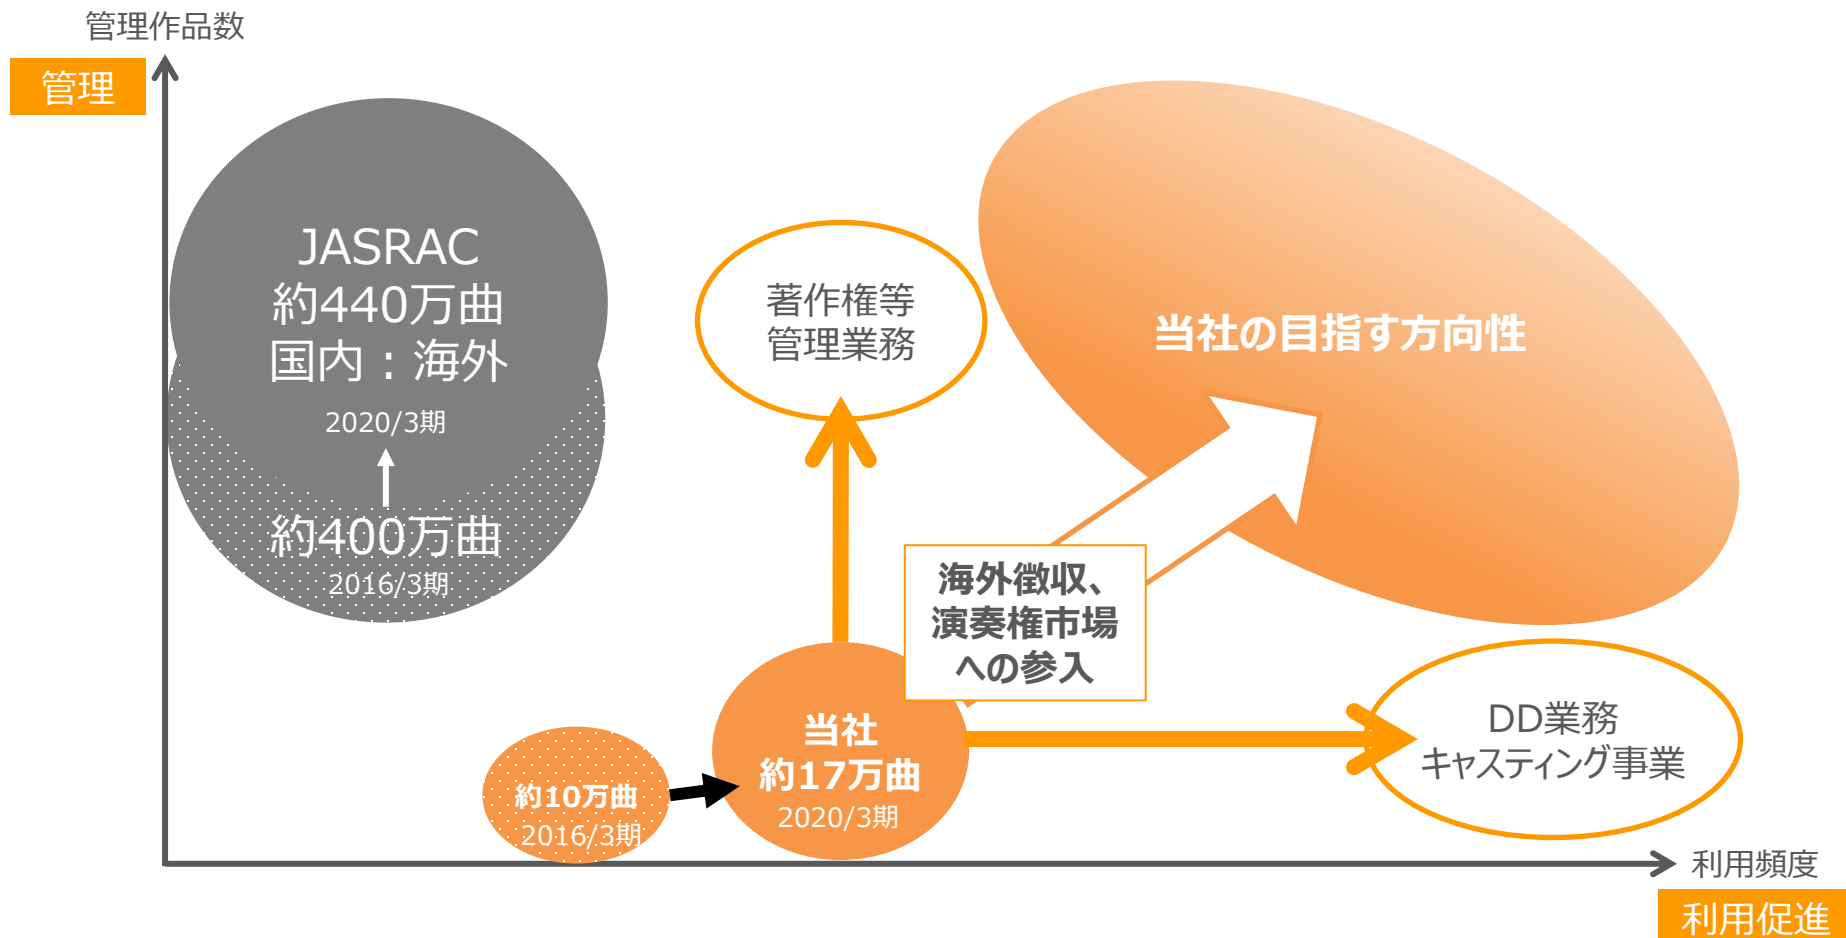 管理作品数
管理
JASRAC
約440万曲
国内：海外
2020/3期
約400万曲
2016/3期
著作権等
管理業務
当社の目指す方向性
海外徴収、
演奏権市場
への参入
当社
約17万曲
2020/3期
約10万曲
2016/3期
DD業務
キャスティング事業
利用頻度
利用促進